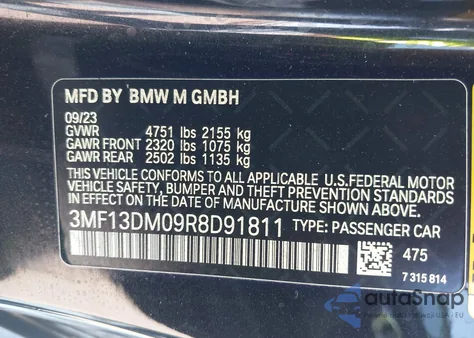 MFD BY BMW M GMBH
09/23
GVWR 4751 lbs 2155 kg
GAWR FRONT 2320 lbs 1075 kg
GAWR REAR 2502 lbs 1135 kg
THIS VEHICLE CONFORMS TO ALL APPLICABLE U.S.FEDERAL MOTOR
VEHICLE SAFETY, BUMPER, AND THEFT PREVENTION STANDARDS
IN EFFECT ON THE DATE OF MANUFACTURE SHOWN ABOVE.
3MF13DM09R8D91811 TYPE: PASSENGER CAR
475
7 315 814
autoSnap